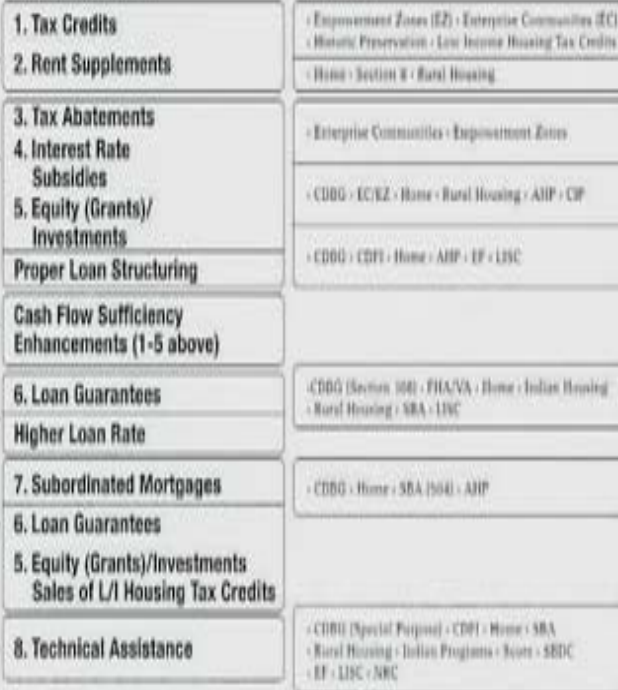 1. Tax Credits
2. Rent Supplements
3. Tax Abatements
4. Interest Rate
Subsidies
5. Equity (Grants)/
Investments
Proper Loan Structuring
Cash Flow Sufficiency
Enhancements (1-5 above)
6. Loan Guarantees
Higher Loan Rate
7. Subordinated Mortgages
6. Loan Guarantees
5. Equity (Grants)/Investments
Sales of L/I Housing Tax Credits
8. Technical Assistance
• Empowerment Zones (EZ) • Enterprise Communities (EC)
• Historic Preservation • Low Income Housing Tax Credits
• Home • Section 8 • Rural Housing
• Enterprise Communities • Empowerment Zones
• CDBG • EC/EZ • Home • Rural Housing • AHP • CIP
• CDBG • CDFI • Home • AHP • EF • LISC
• CDBG (Section 108) • FHA/VA • Home • Indian Housing
• Rural Housing • SBA • LISC
• CDBG • Home • SBA (504) • AHP
• CDBG (Special Purpose) • CDFI • Home • SBA
• Rural Housing • Indian Programs • Score • SBDC
• EF • LISC • NRC